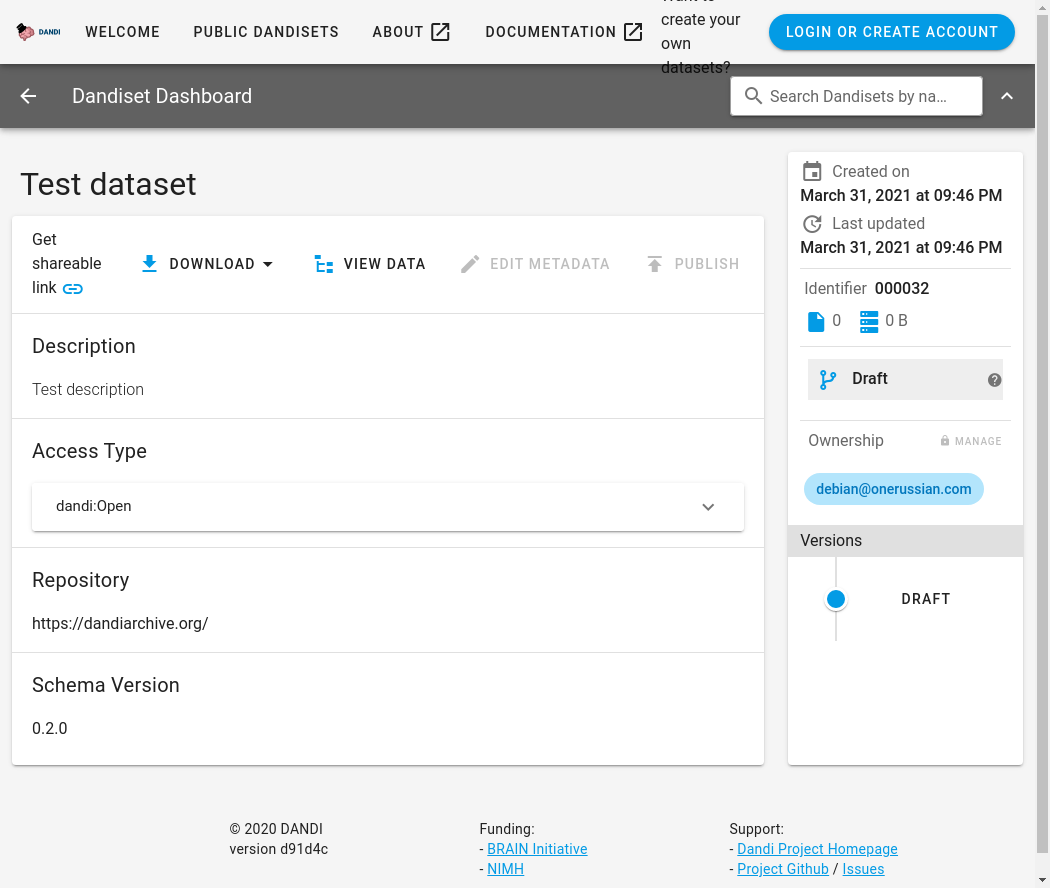 DANDI
WELCOME
PUBLIC DANDISETS
ABOUT
DOCUMENTATION
create your
own
datasets?
LOGIN OR CREATE ACCOUNT
Dandiset Dashboard
Search Dandisets by na...
Test dataset
Get
shareable
link
DOWNLOAD
VIEW DATA
EDIT METADATA
PUBLISH
Description
Test description
Access Type
dandi:Open
Repository
https://dandiarchive.org/
Schema Version
0.2.0
Created on
March 31, 2021 at 09:46 PM
Last updated
March 31, 2021 at 09:46 PM
Identifier 000032
0 0 B
Draft
Ownership MANAGE
debian@onerussian.com
Versions
DRAFT
© 2020 DANDI
version d91d4c
Funding:
- BRAIN Initiative
- NIMH
Support:
- Dandi Project Homepage
- Project Github / Issues